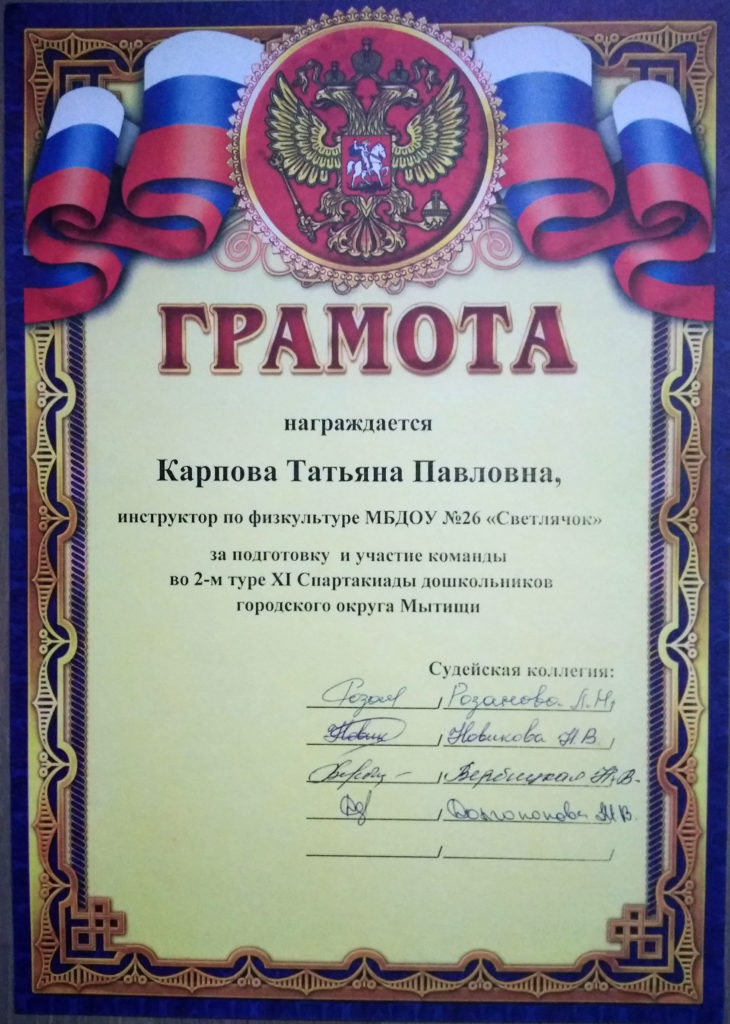 ГРАМОТА
награждается
Карпова Татьяна Павловна,
инструктор по физкультуре МБДОУ №26 «Светлячок»
за подготовку и участие команды
во 2-м туре XI Спартакиады дошкольников
городского округа Мытищи
Судейская коллегия:
/ Розанова Л.Н /
/ Новикова Н.В. /
/ Вербицкая Н.В.
/ М.В.
/ /